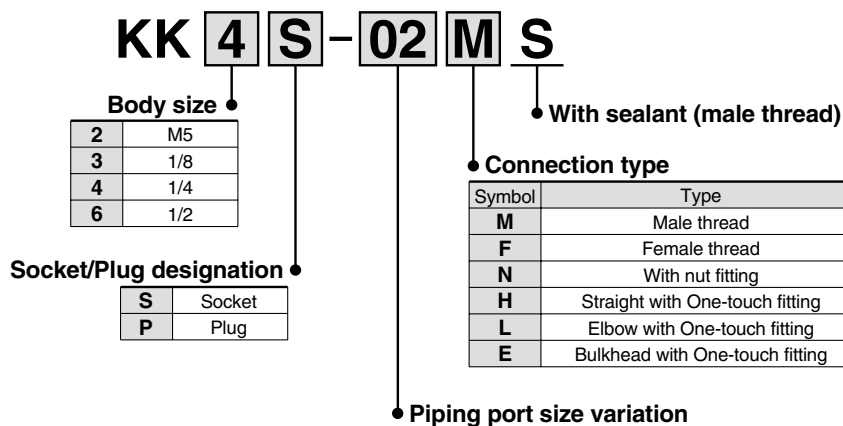 KK 4 S - 02 M S
Body size
2 M5
3 1/8
4 1/4
6 1/2
Socket/Plug designation
S Socket
P Plug
With sealant (male thread)
Connection type
Symbol Type
M Male thread
F Female thread
N With nut fitting
H Straight with One-touch fitting
L Elbow with One-touch fitting
E Bulkhead with One-touch fitting
Piping port size variation